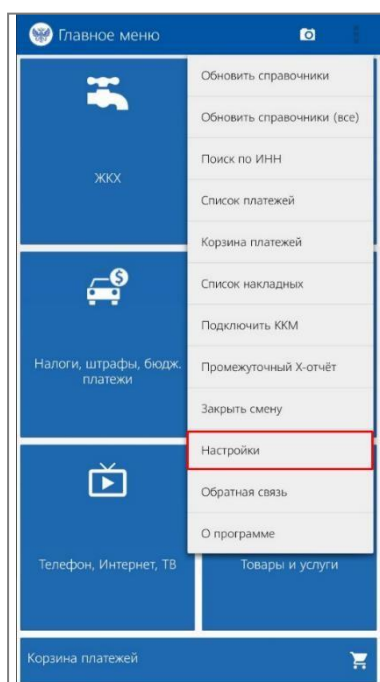 Главное меню
Обновить справочники
Обновить справочники (все)
Поиск по ИНН
ЖКХ
Список платежей
Корзина платежей
Список накладных
Подключить ККМ
Налоги, штрафы, бюдж.
платежи
Промежуточный X-отчёт
Закрыть смену
Настройки
Обратная связь
О программе
Телефон, Интернет, ТВ
Товары и услуги
Корзина платежей